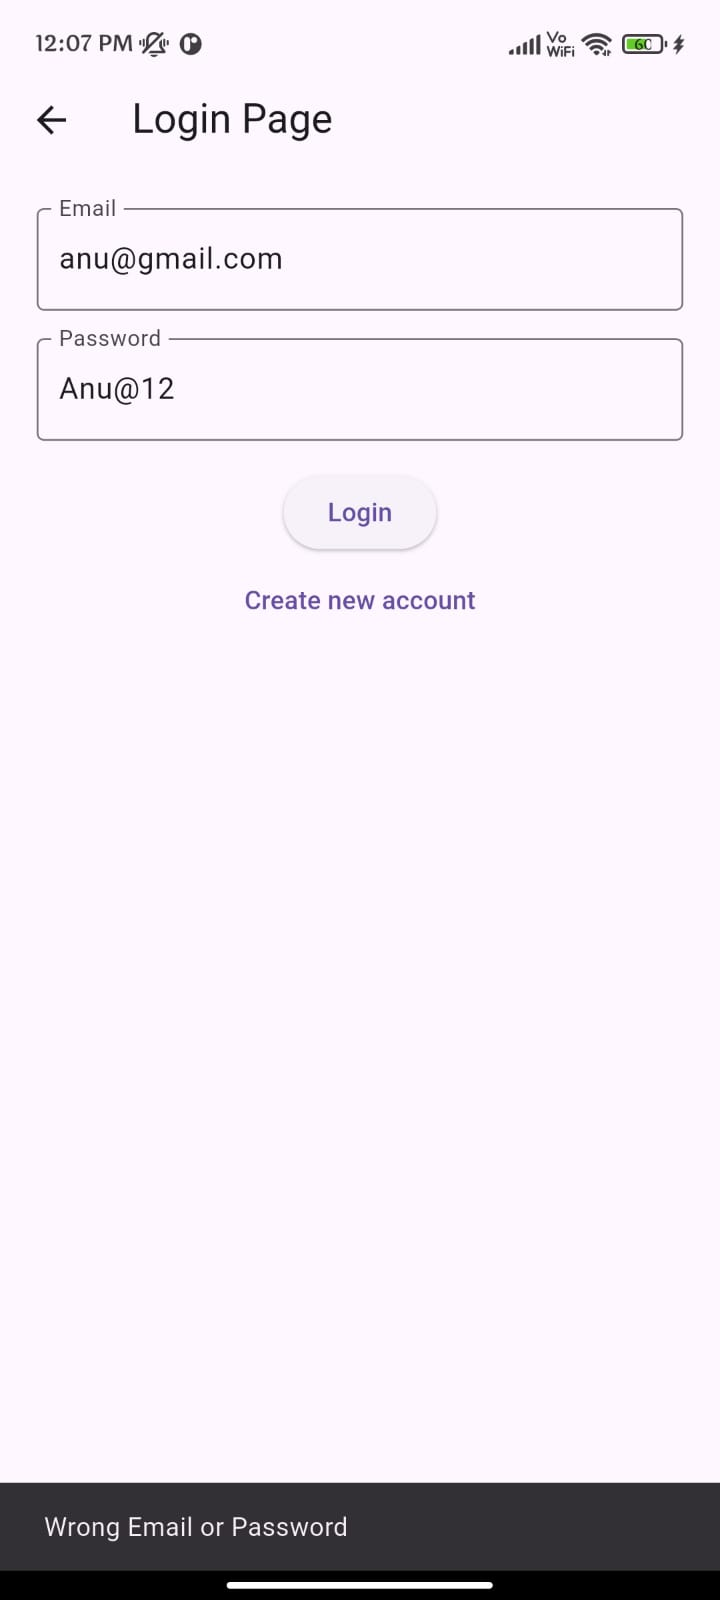 12:07 PM Vo WiFi 60
Login Page
Email
anu@gmail.com
Password
Anu@12
Login
Create new account
Wrong Email or Password